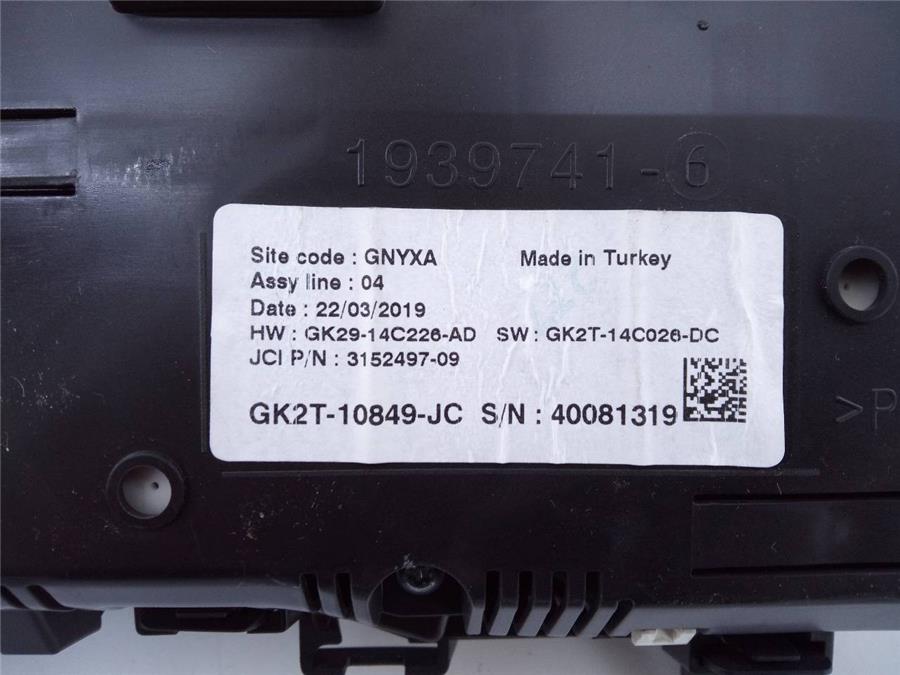 1939741-6
Site code : GNYXA Made in Turkey
Assy line : 04
Date : 22/03/2019
HW : GK29-14C226-AD SW : GK2T-14C026-DC
JCI P/N : 3152497-09
GK2T-10849-JC S/N : 40081319
>P